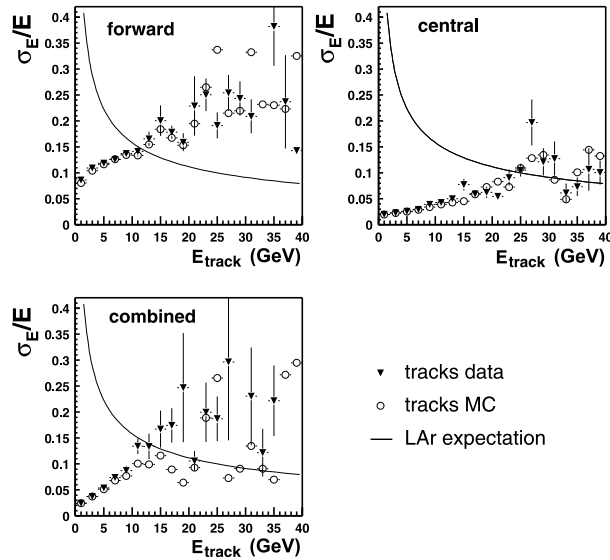 σE/E
forward
0.4
0.35
0.3
0.25
0.2
0.15
0.1
0.05
0
0 5 10 15 20 25 30 35 40
Etrack (GeV)
σE/E
central
0.4
0.35
0.3
0.25
0.2
0.15
0.1
0.05
0
0 5 10 15 20 25 30 35 40
Etrack (GeV)
σE/E
combined
0.4
0.35
0.3
0.25
0.2
0.15
0.1
0.05
0
0 5 10 15 20 25 30 35 40
Etrack (GeV)
tracks data
tracks MC
LAr expectation